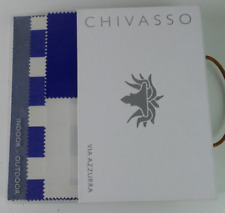 CHIVASSO
VIA AZZURRA
INDOOR - OUTDOOR